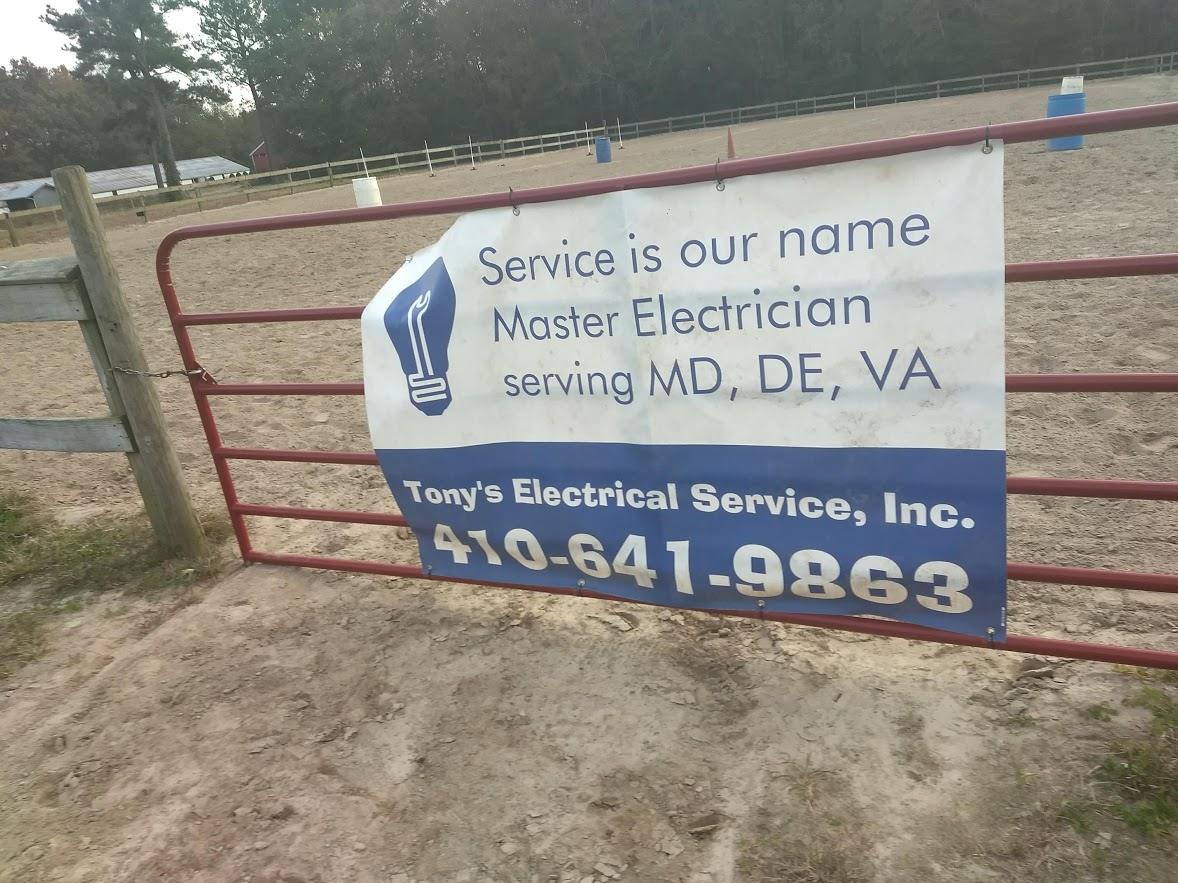 Service is our name
Master Electrician
serving MD, DE, VA
Tony's Electrical Service, Inc.
410-641-9863